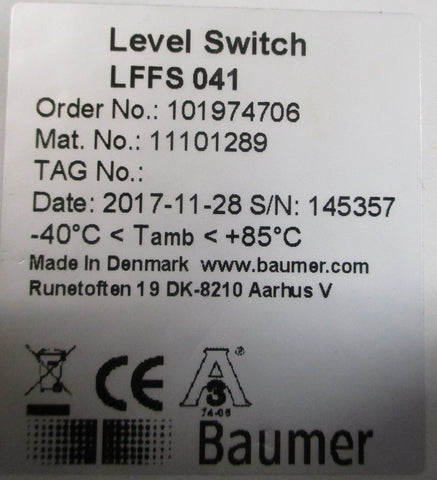 Level Switch
LFFS 041
Order No.: 101974706
Mat. No.: 11101289
TAG No.:
Date: 2017-11-28 S/N: 145357
-40°C < Tamb < +85°C
Made In Denmark www.baumer.com
Runetoften 19 DK-8210 Aarhus V
CE
A ®
3
74-06
Baumer